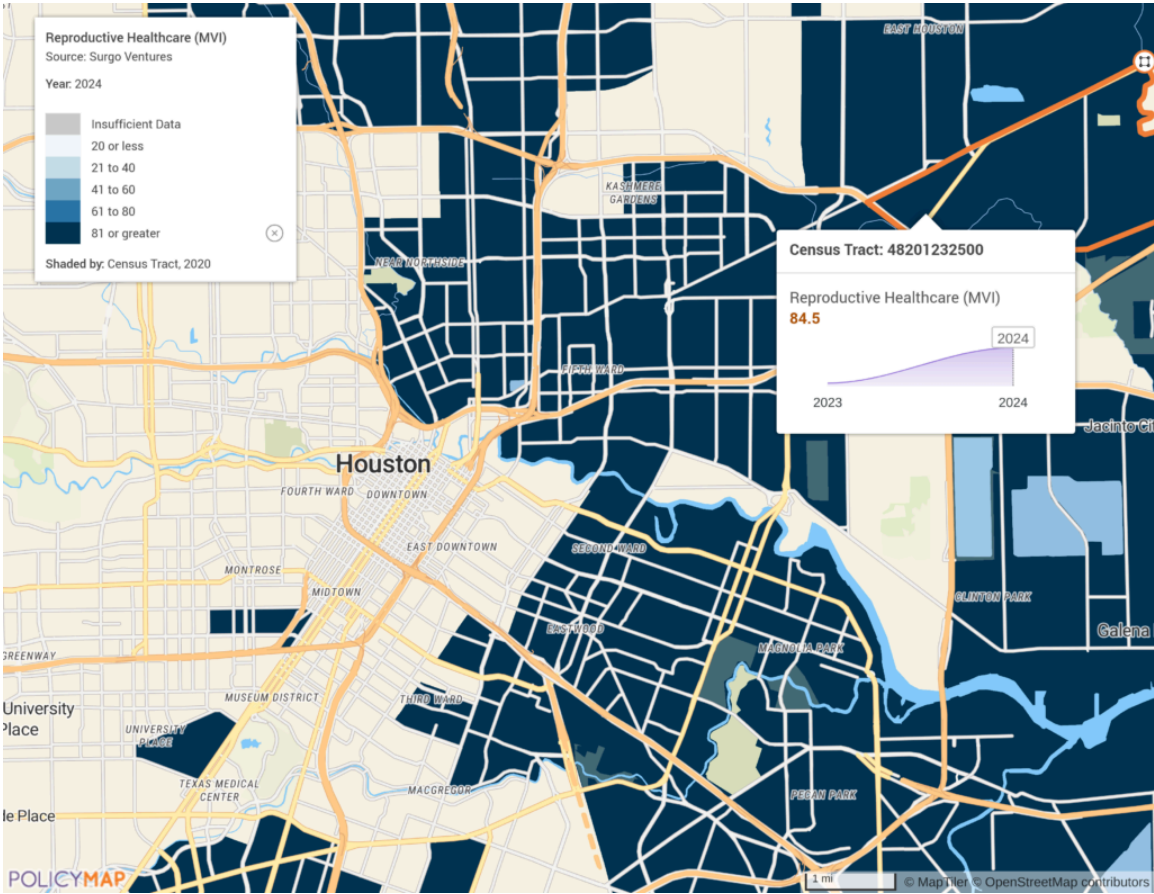 Reproductive Healthcare (MVI)
Source: Surgo Ventures
Year: 2024
Insufficient Data
20 or less
21 to 40
41 to 60
61 to 80
81 or greater
Shaded by: Census Tract, 2020
EAST HOUSTON
KASHMERE
GARDENS
NEAR NORTHSIDE
Census Tract: 48201232500
Reproductive Healthcare (MVI)
84.5
2024
2023
2024
FIFTH WARD
Jacinto Ci
Houston
FOURTH WARD
DOWNTOWN
EAST DOWNTOWN
SECOND WARD
MONTROSE
MIDTOWN
CLINTON PARK
EASTWOOD
Galena
MAGNOLIA PARK
GREENWAY
MUSEUM DISTRICT
THIRD WARD
University
Place
UNIVERSITY
PLACE
TEXAS MEDICAL
CENTER
MACGREGOR
PECAN PARK
le Place
POLICYMAP
1 mi
© MapTiler © OpenStreetMap contributors